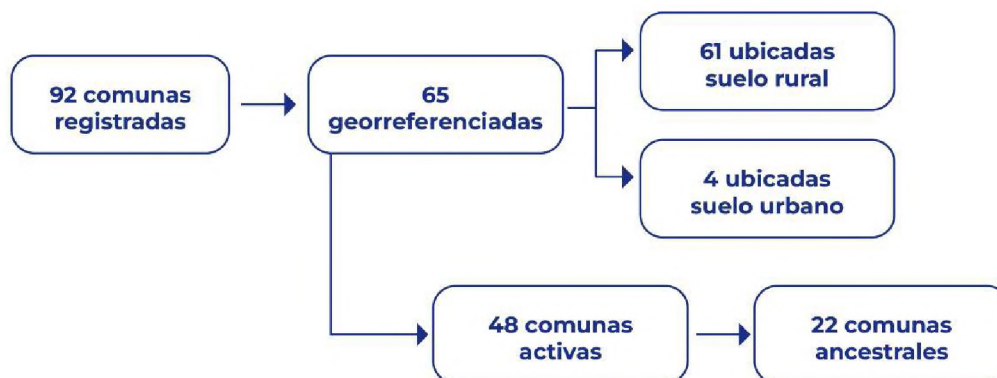 92 comunas
registradas
65
georreferenciadas
61 ubicadas
suelo rural
4 ubicadas
suelo urbano
48 comunas
activas
22 comunas
ancestrales